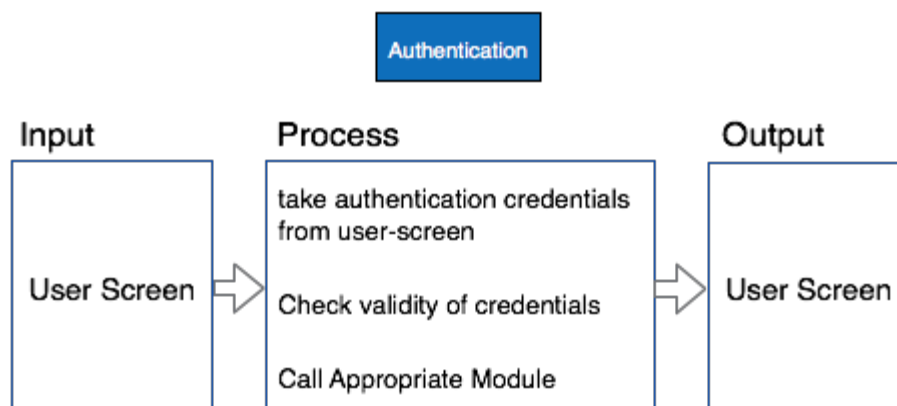 Authentication
Input
Process
Output
User Screen
take authentication credentials
from user-screen
Check validity of credentials
Call Appropriate Module
User Screen